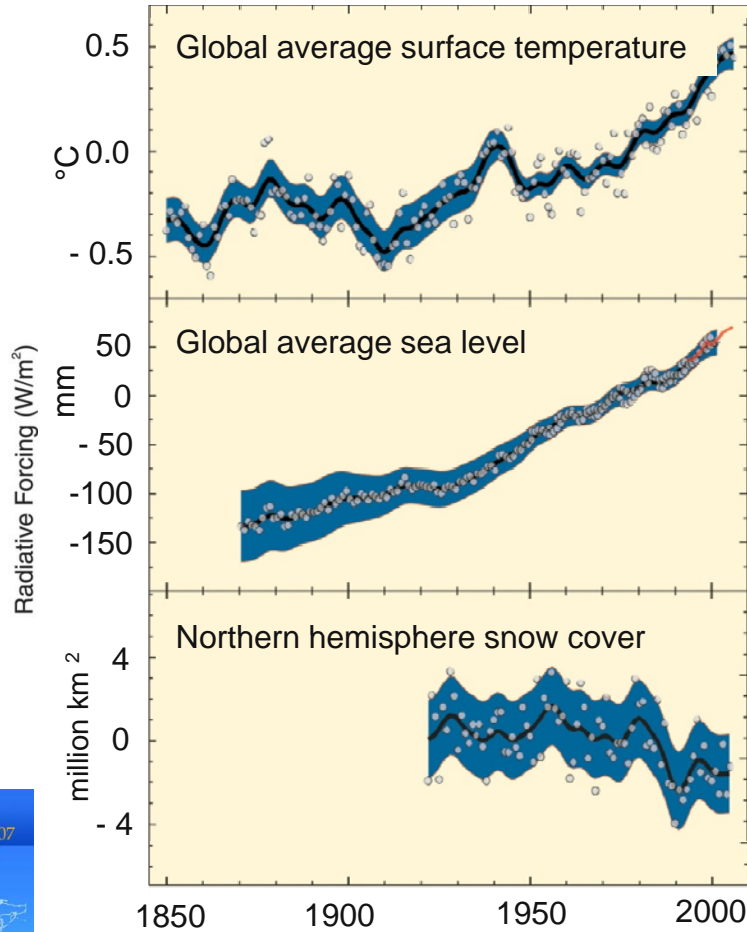 Global average surface temperature
0.5
0.0
- 0.5
°C
Radiative Forcing (W/m²)
Global average sea level
50
0
- 50
-100
-150
mm
Northern hemisphere snow cover
4
0
- 4
million km ²
07
1850 1900 1950 2000